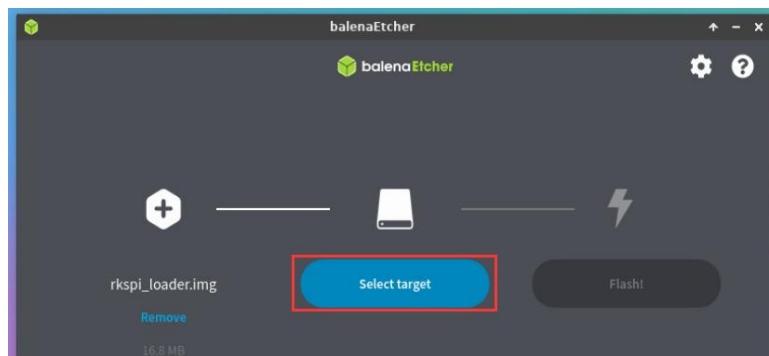 balenaEtcher
balenaEtcher
rkspi_loader.img
Select target
Flash!
Remove
16.8 MB